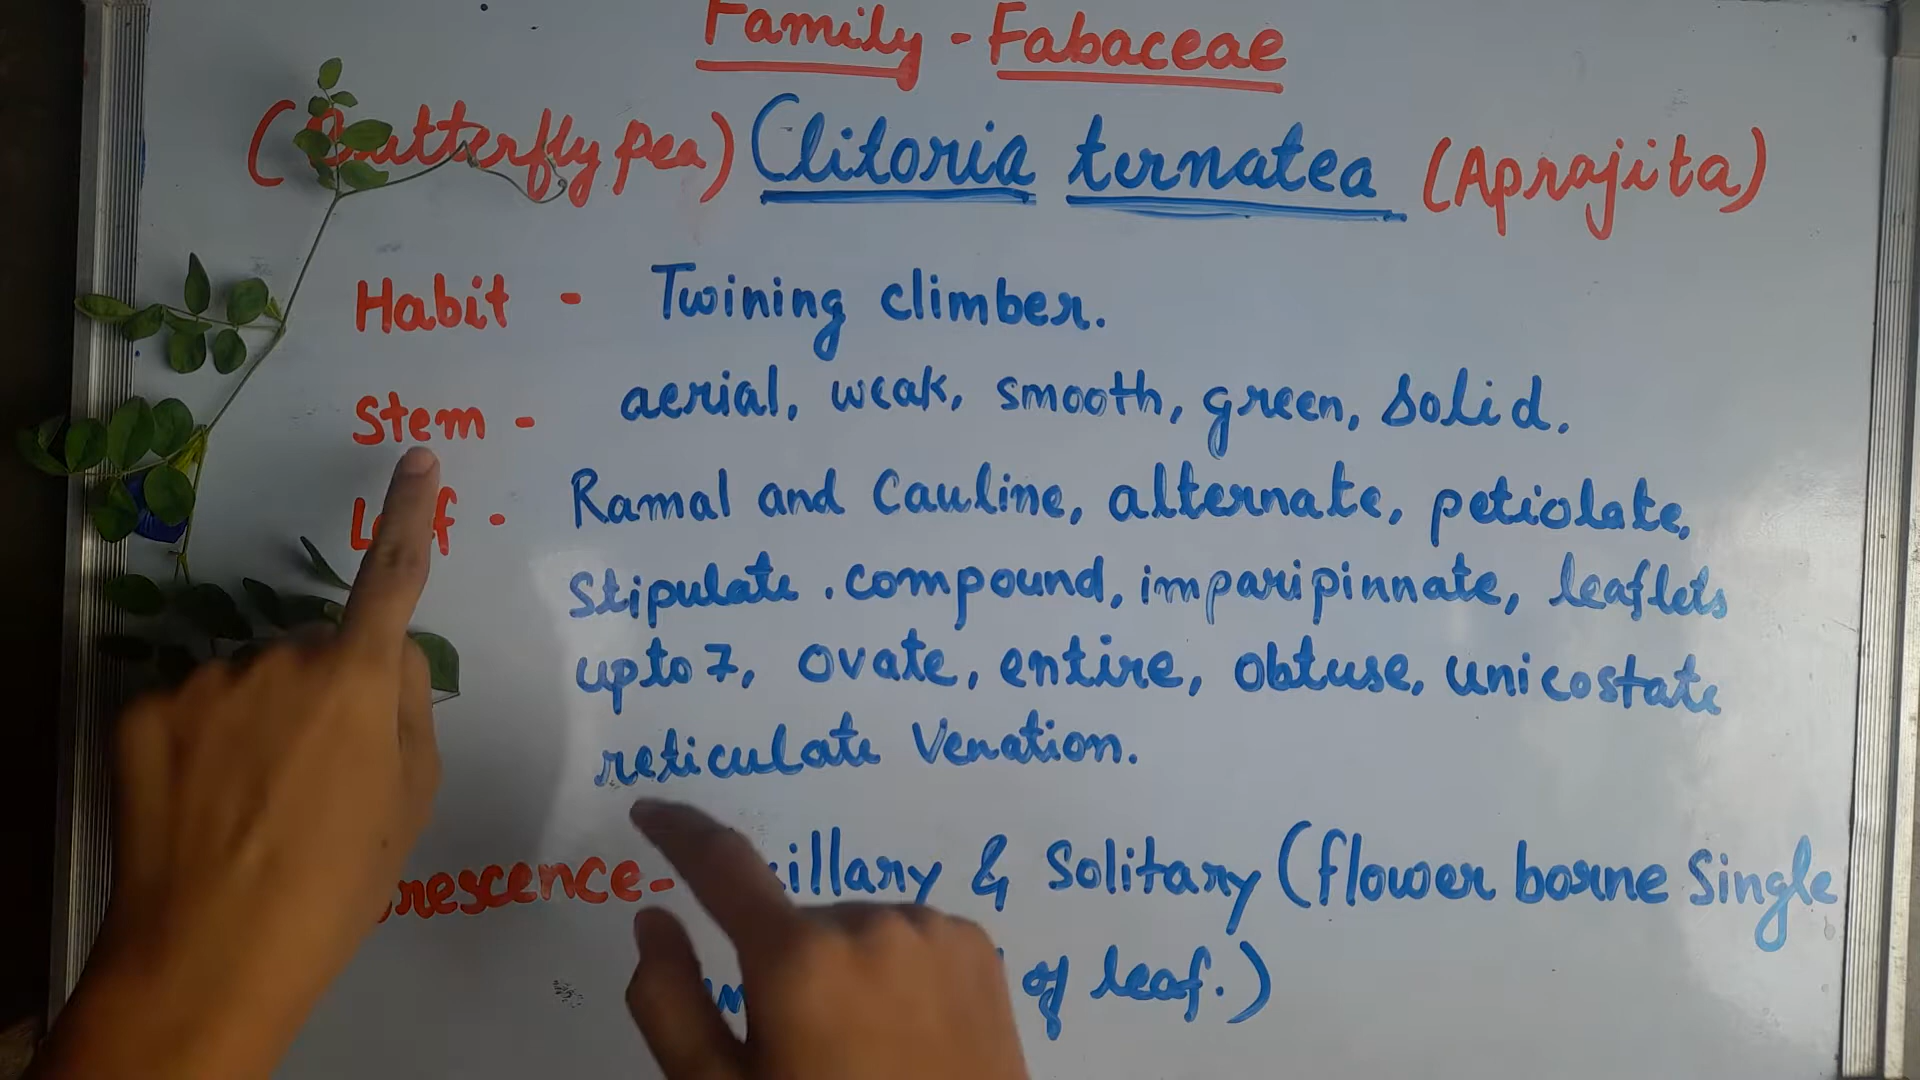 Family - Fabaceae
(Butterfly pea) Clitoria ternatea (Aprajita)
Habit - Twining climber.
Stem - aerial, weak, smooth, green, solid.
Ramal and Cauline, alternate, petiolate,
Stipulate. compound, imparipinnate, leaflets
upto 7, ovate, entire, obtuse, unicostate
reticulate Venation.
& Solitary (flower borne Single
of leaf.)